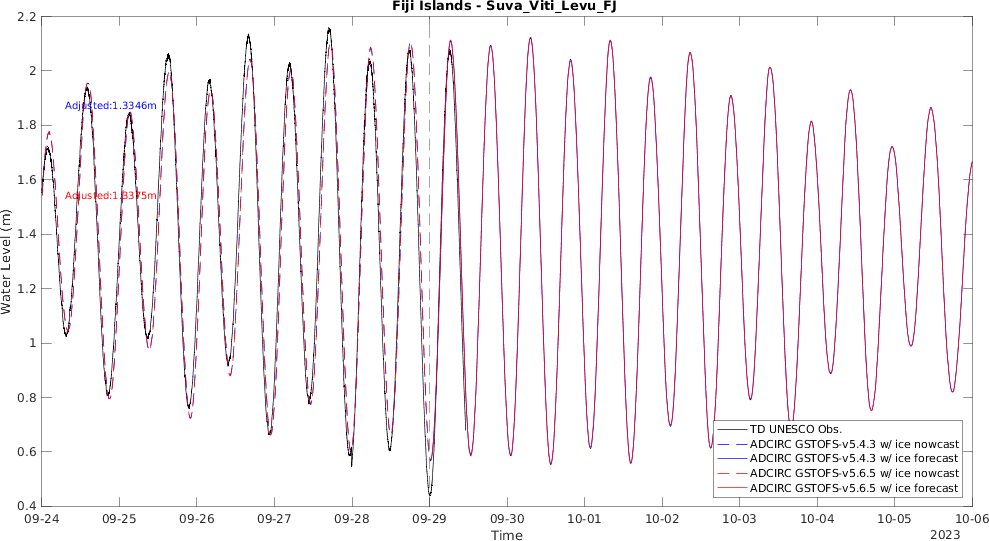 Fiji Islands - Suva_Viti_Levu_FJ
2.2
2
1.8
1.6
1.4
1.2
1
0.8
0.6
0.4
Water Level (m)
Adjusted:1.3346m
Adjusted:1.3375m
TD UNESCO Obs.
ADCIRC GSTOFS-v5.4.3 w/ ice nowcast
ADCIRC GSTOFS-v5.4.3 w/ ice forecast
ADCIRC GSTOFS-v5.6.5 w/ ice nowcast
ADCIRC GSTOFS-v5.6.5 w/ ice forecast
09-24 09-25 09-26 09-27 09-28 09-29 09-30 10-01 10-02 10-03 10-04 10-05 10-06
Time
2023